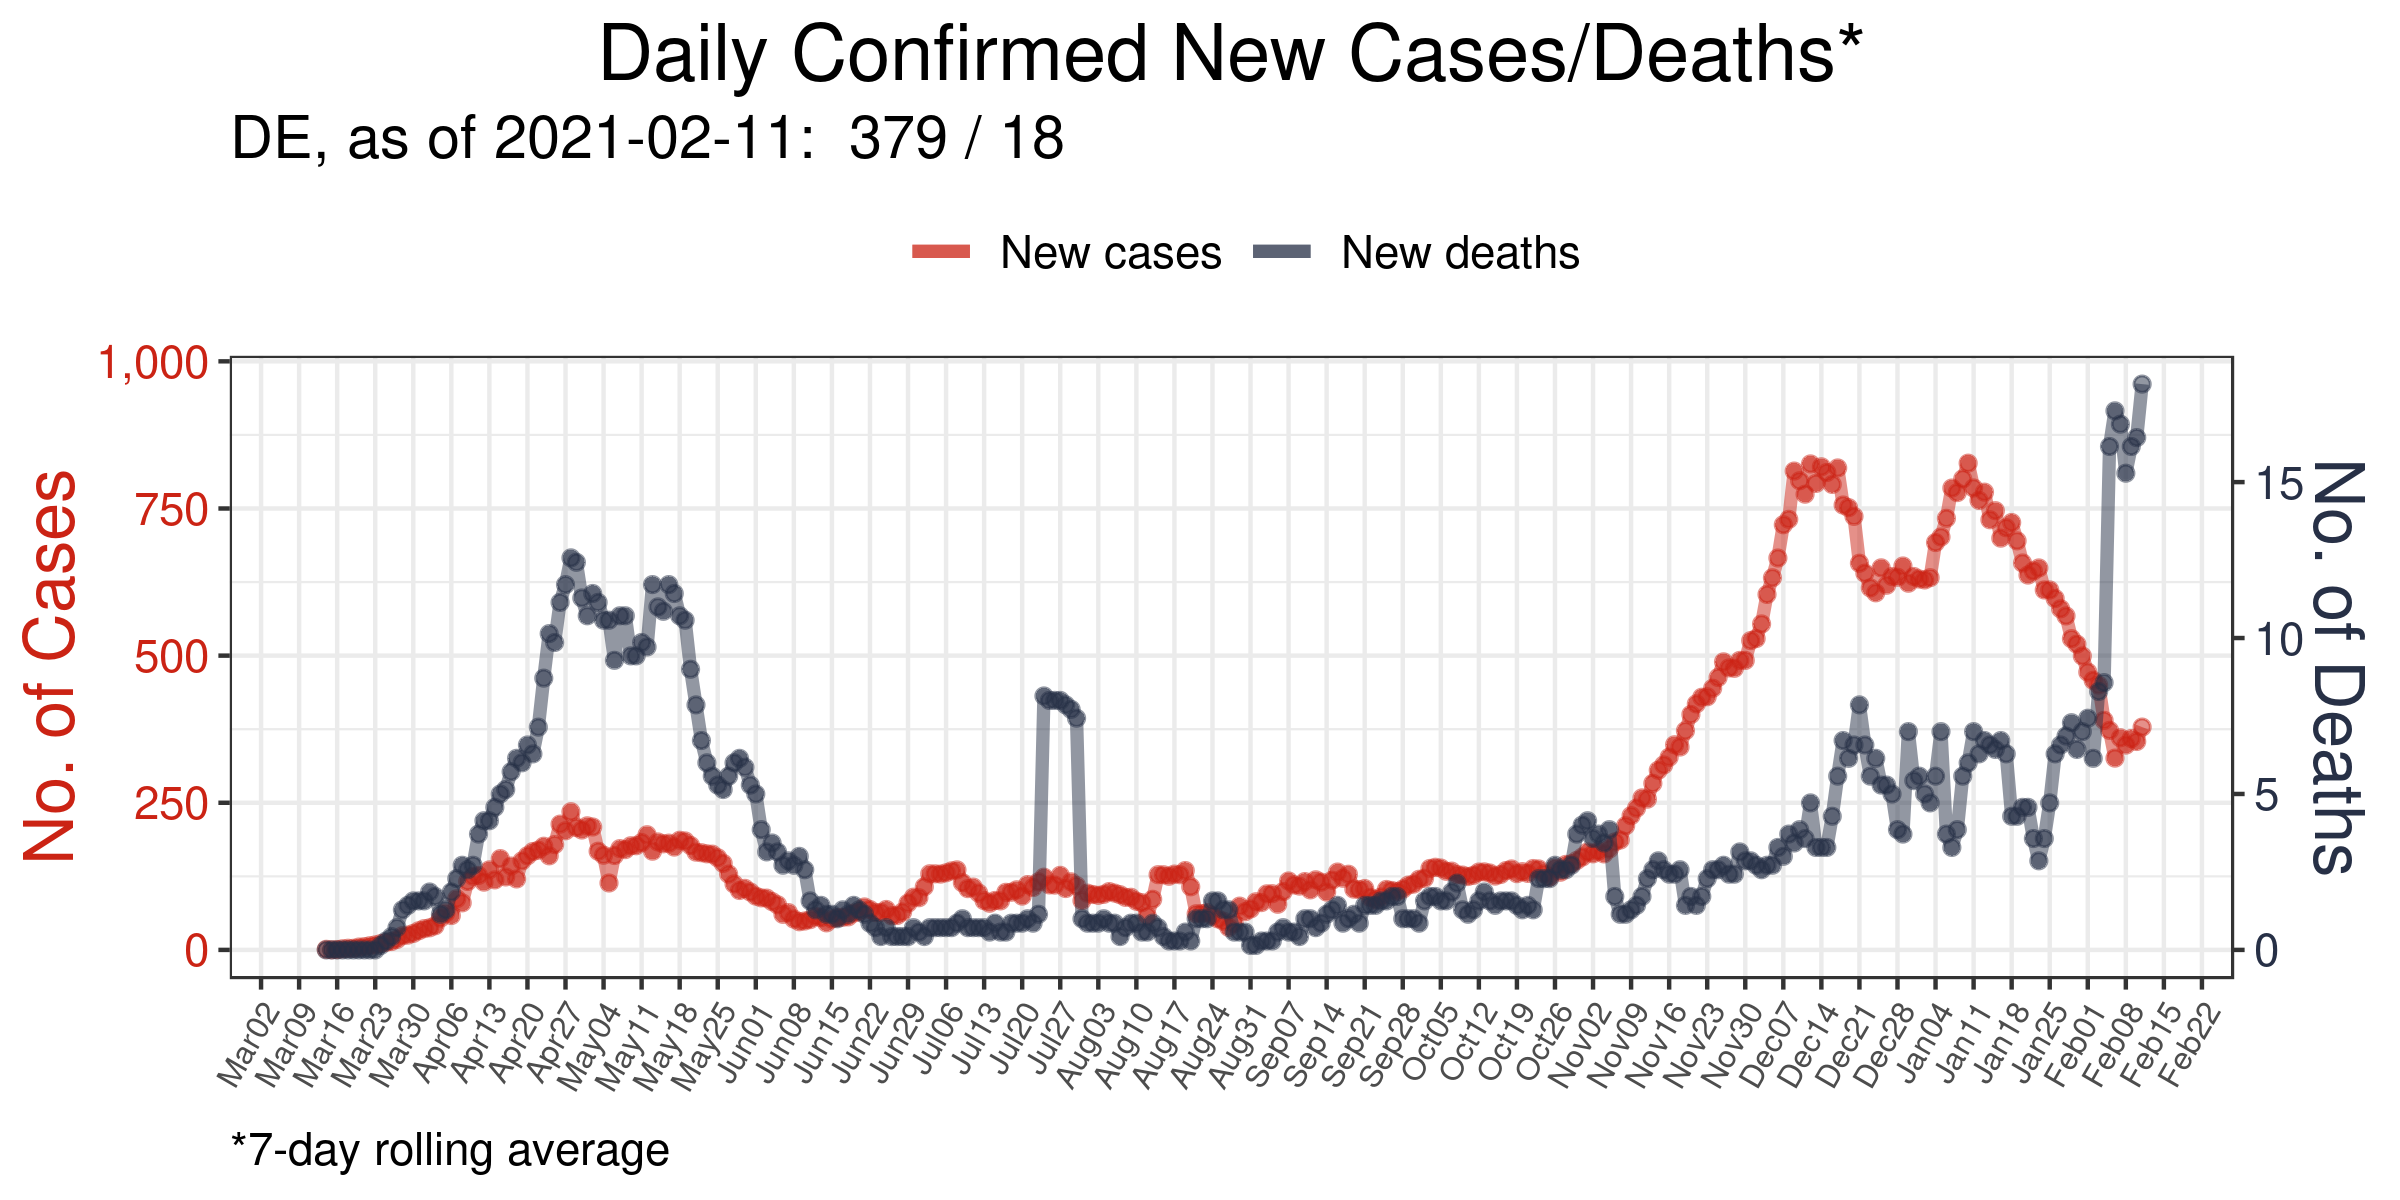 Daily Confirmed New Cases/Deaths*
DE, as of 2021-02-11:  379 / 18
New cases
New deaths
No. of Cases
1,000
750
500
250
0
No. of Deaths
15
10
5
0
Mar02
Mar09
Mar16
Mar23
Mar30
Apr06
Apr13
Apr20
Apr27
May04
May11
May18
May25
Jun01
Jun08
Jun15
Jun22
Jun29
Jul06
Jul13
Jul20
Jul27
Aug03
Aug10
Aug17
Aug24
Aug31
Sep07
Sep14
Sep21
Sep28
Oct05
Oct12
Oct19
Oct26
Nov02
Nov09
Nov16
Nov23
Nov30
Dec07
Dec14
Dec21
Dec28
Jan04
Jan11
Jan18
Jan25
Feb01
Feb08
Feb15
Feb22
*7-day rolling average